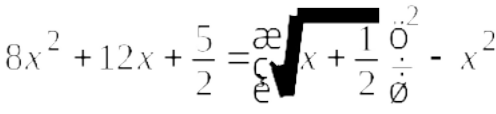 8x² + 12x + 5/2 = æçè√x + 1/2 ö÷ø² - x²